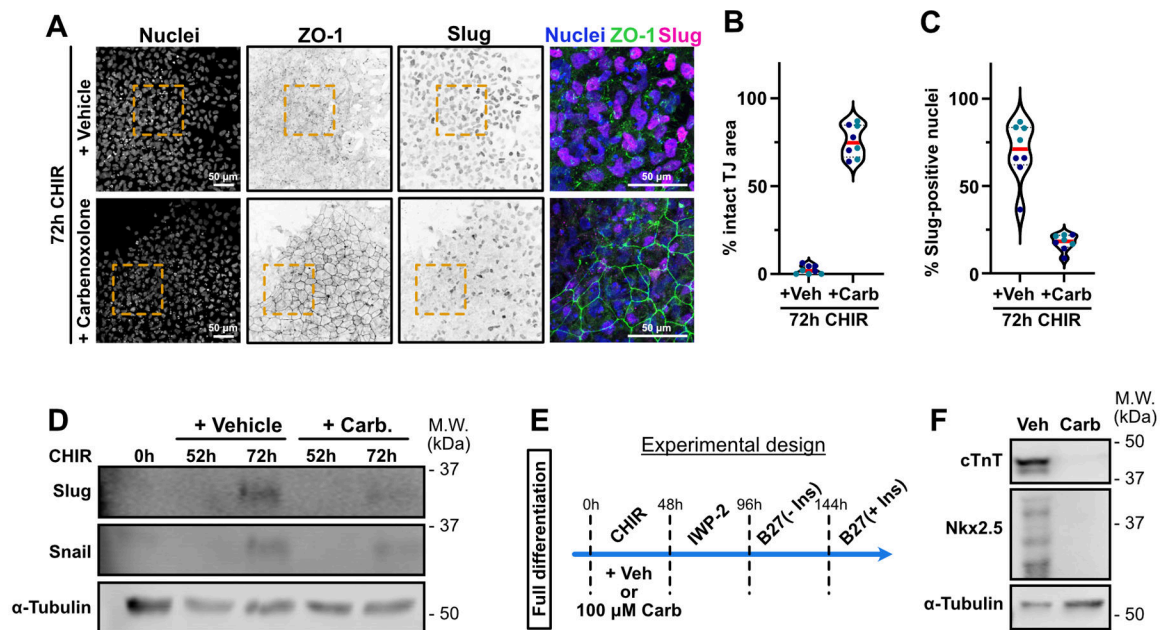 A
Nuclei
ZO-1
Slug
Nuclei ZO-1 Slug
72h CHIR
+ Vehicle
50 µm
50 µm
+ Carbenoxolone
50 µm
50 µm
B
% intact TJ area
100
50
0
+Veh +Carb
72h CHIR
C
% Slug-positive nuclei
100
50
0
+Veh +Carb
72h CHIR
D
+ Vehicle
+ Carb.
M.W.
(kDa)
CHIR 0h 52h 72h 52h 72h
Slug
- 37
Snail
- 37
α-Tubulin
- 50
E
Experimental design
Full differentiation
0h 48h 96h 144h
CHIR
IWP-2
B27(- Ins)
B27(+ Ins)
+ Veh
or
100 µM Carb
F
Veh Carb
M.W.
(kDa)
cTnT
- 50
- 37
Nkx2.5
- 37
α-Tubulin
- 50